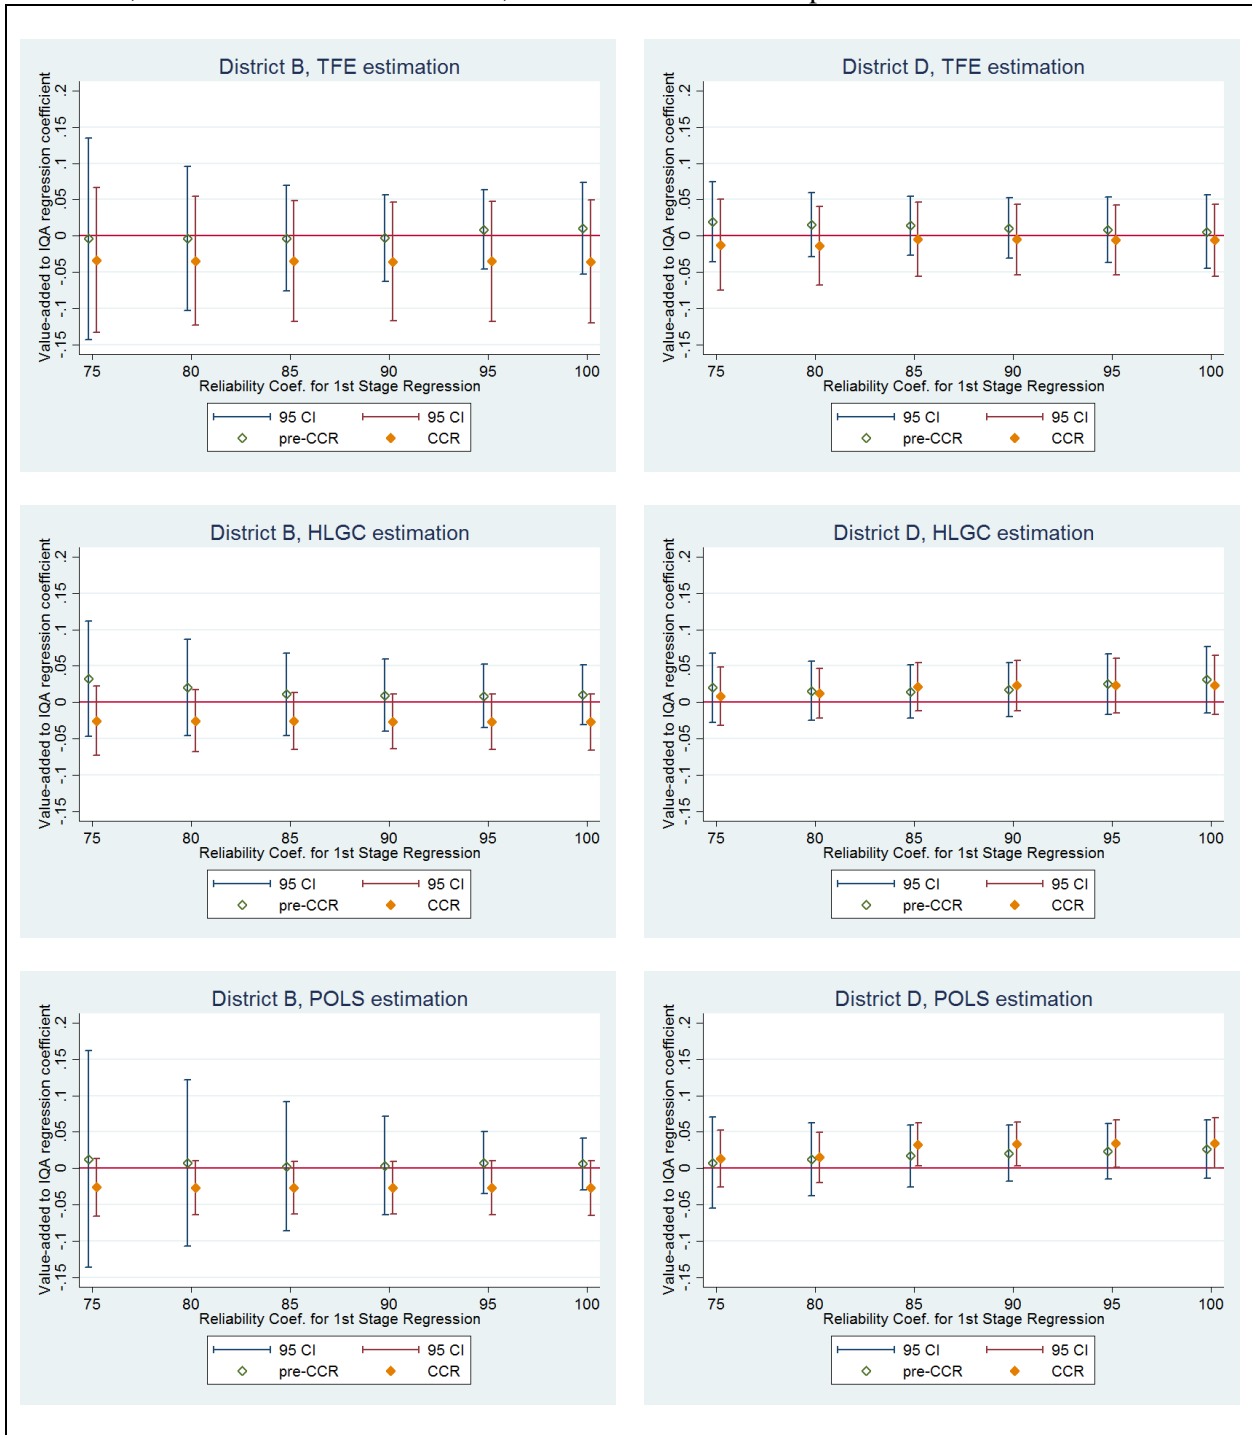 District B, TFE estimation
Value-added to IQA regression coefficient
.2
.15
.1
.05
0
-.05
-.1
-.15
75 80 85 90 95 100
Reliability Coef. for 1st Stage Regression
95 CI 95 CI
pre-CCR CCR
District D, TFE estimation
Value-added to IQA regression coefficient
.2
.15
.1
.05
0
-.05
-.1
-.15
75 80 85 90 95 100
Reliability Coef. for 1st Stage Regression
95 CI 95 CI
pre-CCR CCR
District B, HLGC estimation
Value-added to IQA regression coefficient
.2
.15
.1
.05
0
-.05
-.1
-.15
75 80 85 90 95 100
Reliability Coef. for 1st Stage Regression
95 CI 95 CI
pre-CCR CCR
District D, HLGC estimation
Value-added to IQA regression coefficient
.2
.15
.1
.05
0
-.05
-.1
-.15
75 80 85 90 95 100
Reliability Coef. for 1st Stage Regression
95 CI 95 CI
pre-CCR CCR
District B, POLS estimation
Value-added to IQA regression coefficient
.2
.15
.1
.05
0
-.05
-.1
-.15
75 80 85 90 95 100
Reliability Coef. for 1st Stage Regression
95 CI 95 CI
pre-CCR CCR
District D, POLS estimation
Value-added to IQA regression coefficient
.2
.15
.1
.05
0
-.05
-.1
-.15
75 80 85 90 95 100
Reliability Coef. for 1st Stage Regression
95 CI 95 CI
pre-CCR CCR